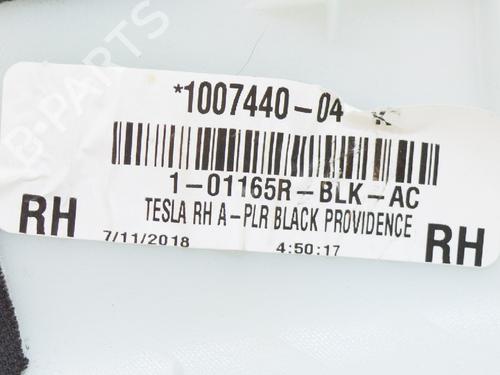 B-PARTS
*1007440-04
1-01165R-BLK-AC
TESLA RH A-PLR BLACK PROVIDENCE
RH
7/11/2018 4:50:17
RH